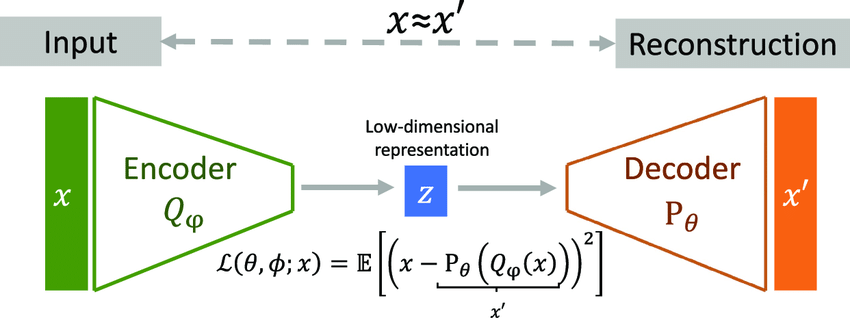 x≈x′
Input
Reconstruction
Low-dimensional
representation
Encoder
Q_φ
x
z
Decoder
P_θ
x′
ℒ(θ, ϕ; x) = 𝔼[(x − P_θ(Q_φ(x)))²]
x′